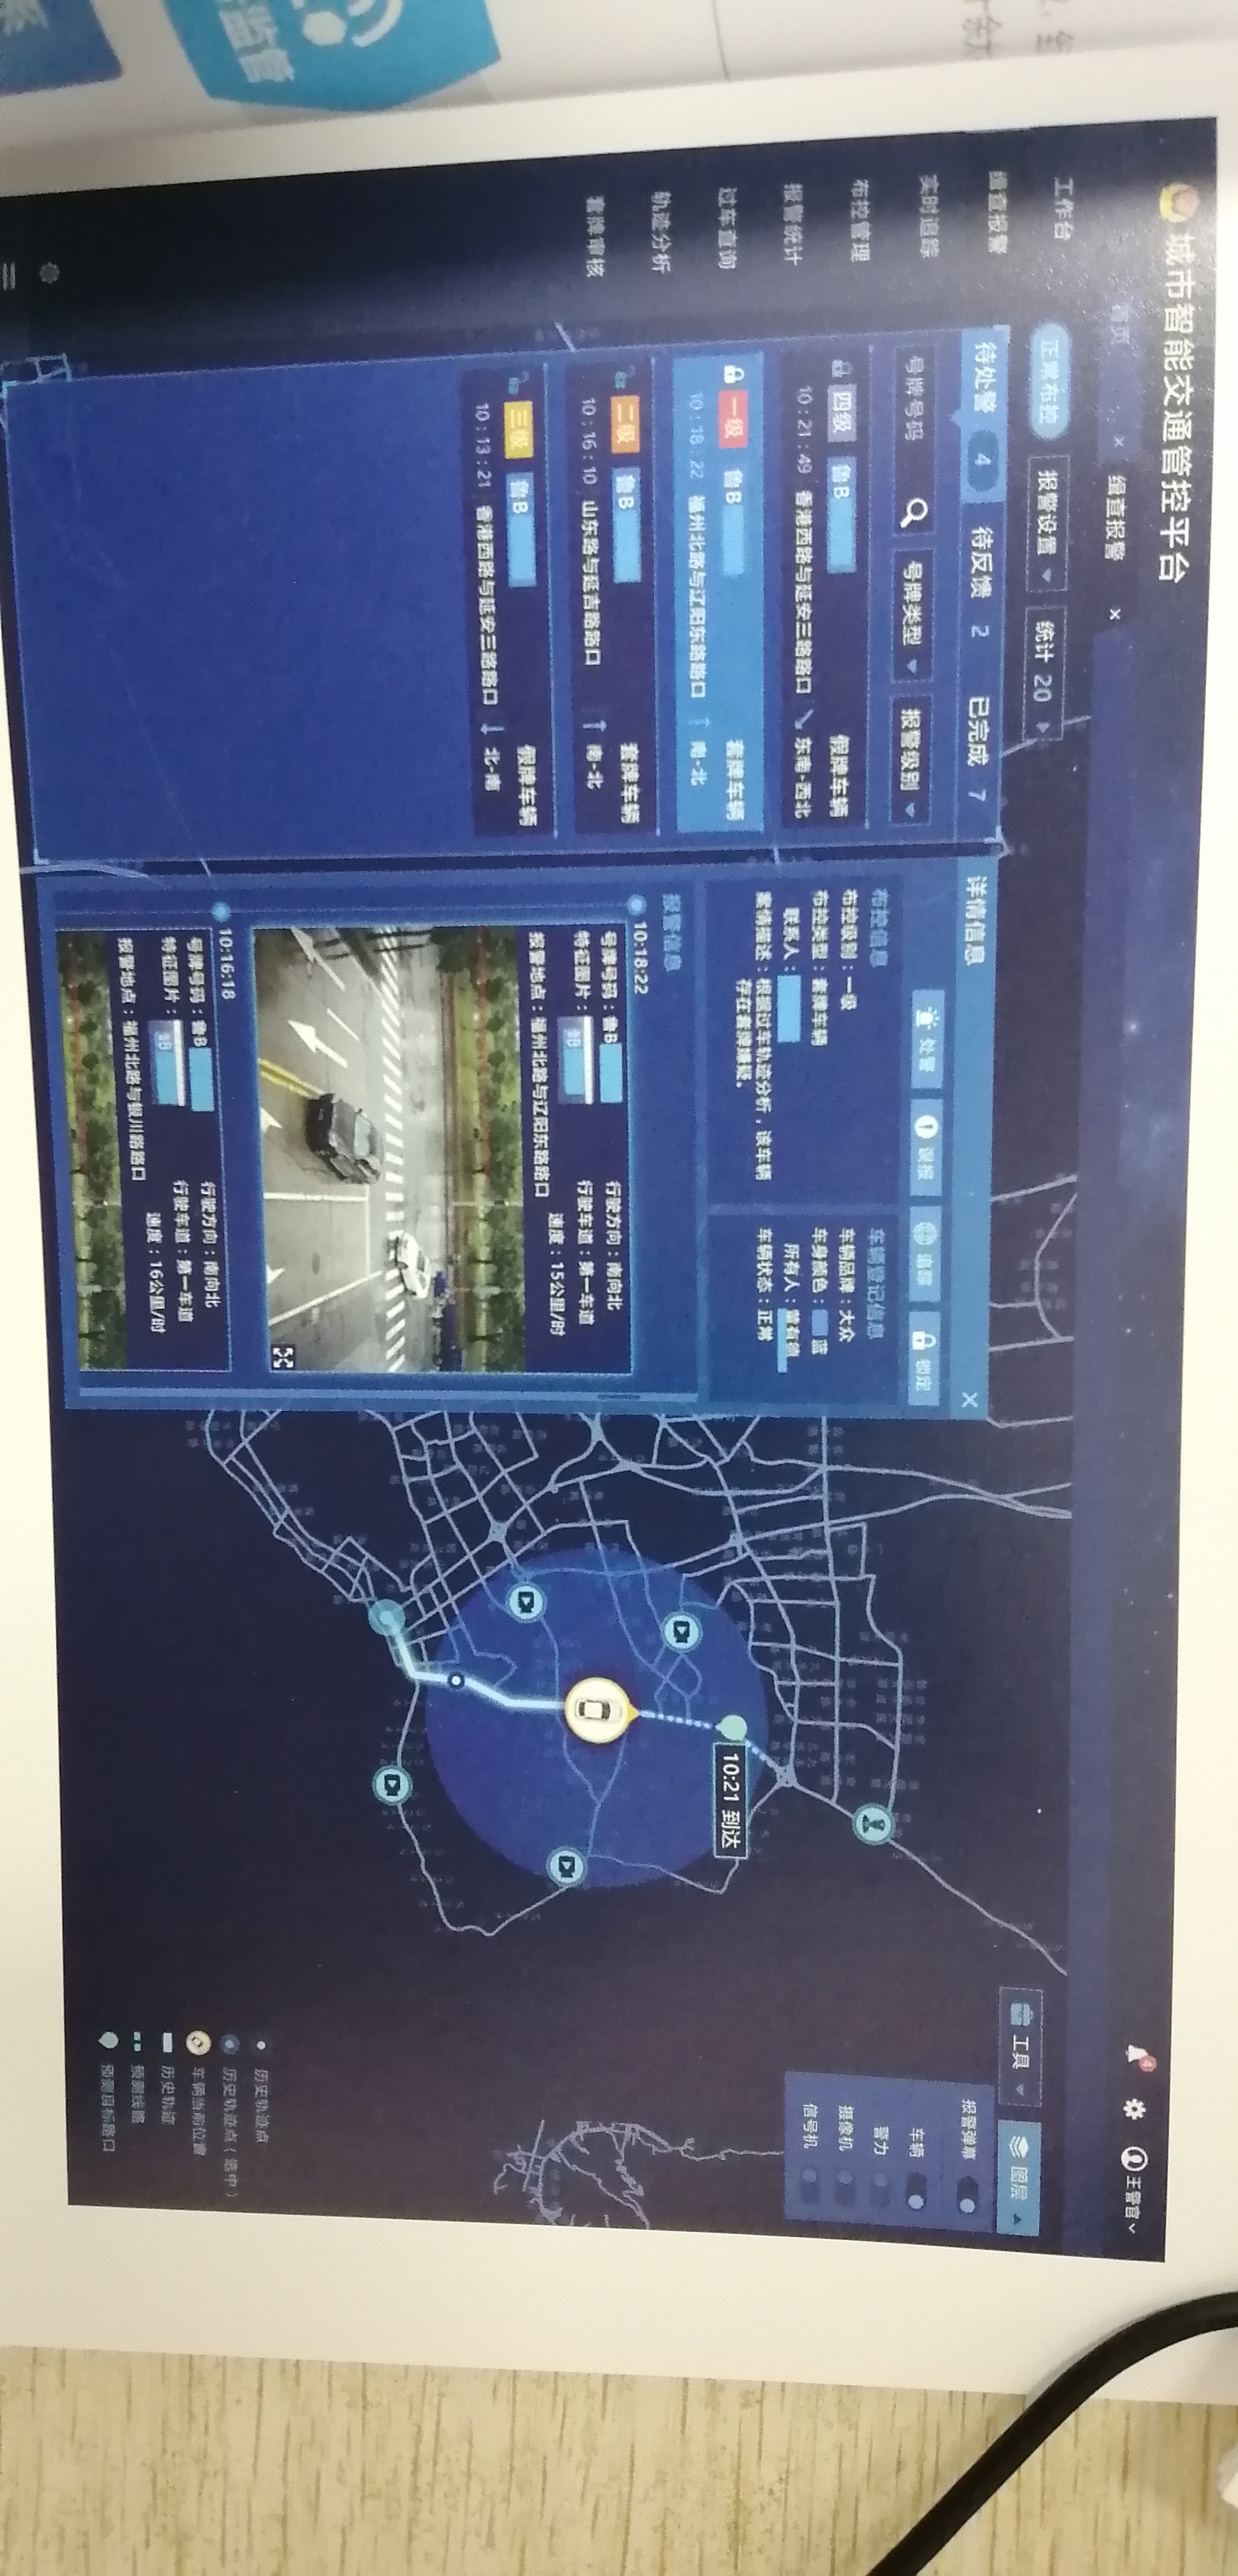 城市智能交通管控平台
王警官
4
首页 ×
缉查报警 ×
工作台
缉查报警
实时追踪
布控管理
报警统计
过车查询
轨迹分析
套牌审核
正常布控
报警设置
统计 20
待处警 4 待反馈 2 已完成 7
号牌号码 号牌类型 报警级别
四级 鲁B 假牌车辆
10:21:49 香港西路与延安三路路口 东南-西北
一级 鲁B 套牌车辆
10:18:22 福州北路与辽阳东路路口 南-北
二级 鲁B 套牌车辆
10:16:10 山东路与延吉路路口 南-北
三级 鲁B 假牌车辆
10:13:21 香港西路与延安三路路口 北-南
详情信息 ×
处警 误报 追踪 锁定
布控信息
布控级别：一级
布控类型：套牌车辆
联系人：
案情描述：根据过车轨迹分析，该车辆
存在套牌嫌疑。
车辆登记信息
车辆品牌：大众
车身颜色：蓝
所有人：
车辆状态：正常
报警信息
10:18:22
号牌号码：鲁B 行驶方向：南向北
特征图片： 行驶车道：第一车道
速度：15公里/时
报警地点：福州北路与辽阳东路路口
10:16:18
号牌号码：鲁B 行驶方向：南向北
特征图片： 行驶车道：第一车道
速度：16公里/时
报警地点：福州北路与银川路路口
10:21 到达
工具 图层
报警弹幕
车辆
警力
摄像机
信号机
历史轨迹点
历史轨迹点（选中）
车辆当前位置
历史轨迹
预测线路
预测目标路口
监管